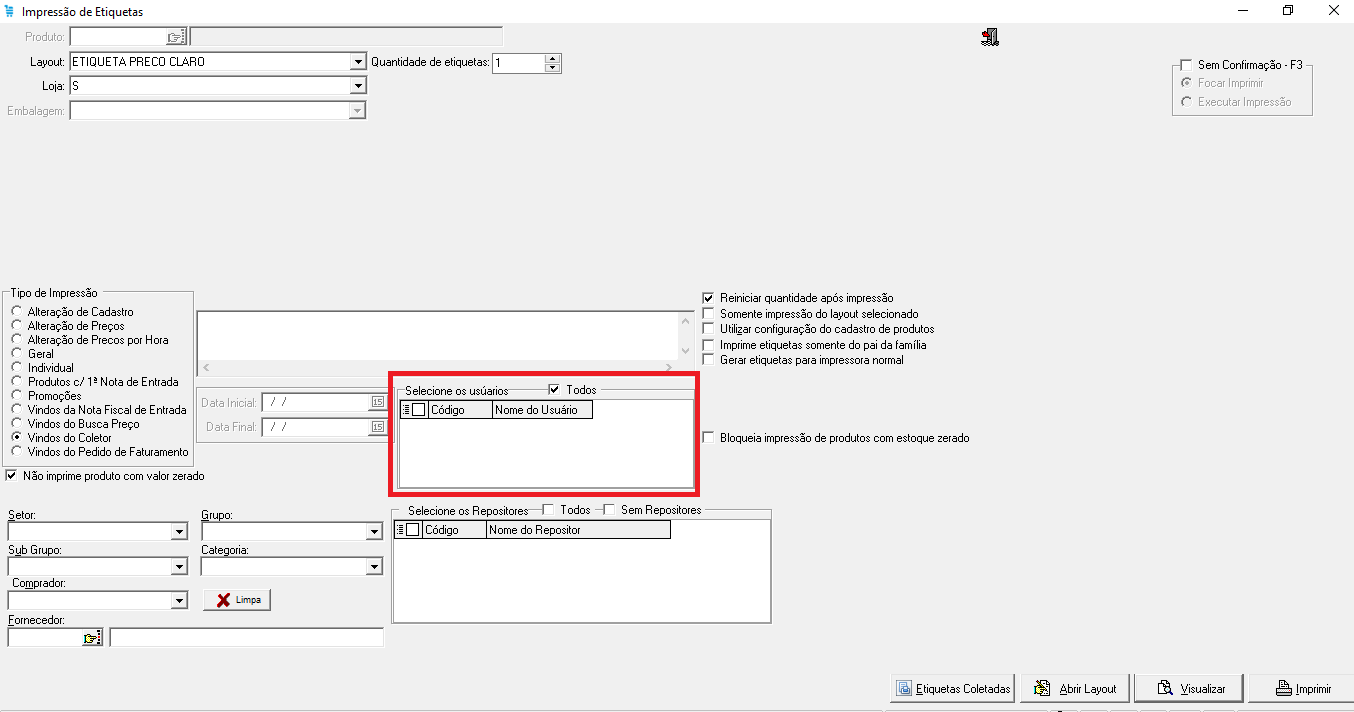 Impressão de Etiquetas
Produto:
Layout: ETIQUETA PRECO CLARO Quantidade de etiquetas: 1
Loja: S
Embalagem:
Sem Confirmação - F3
Focar Imprimir
Executar Impressão
Tipo de Impressão
Alteração de Cadastro
Alteração de Preços
Alteração de Precos por Hora
Geral
Individual
Produtos c/ 1ª Nota de Entrada
Promoções
Vindos da Nota Fiscal de Entrada
Vindos do Busca Preço
Vindos do Coletor
Vindos do Pedido de Faturamento
Não imprime produto com valor zerado
Data Inicial: / / 15
Data Final: / / 15
Selecione os usúarios Todos
Código Nome do Usuário
Reiniciar quantidade após impressão
Somente impressão do layout selecionado
Utilizar configuração do cadastro de produtos
Imprime etiquetas somente do pai da família
Gerar etiquetas para impressora normal
Bloqueia impressão de produtos com estoque zerado
Setor: Grupo:
Sub Grupo: Categoria:
Comprador:
Limpa
Fornecedor:
Selecione os Repositores Todos Sem Repositores
Código Nome do Repositor
Etiquetas Coletadas Abrir Layout Visualizar Imprimir